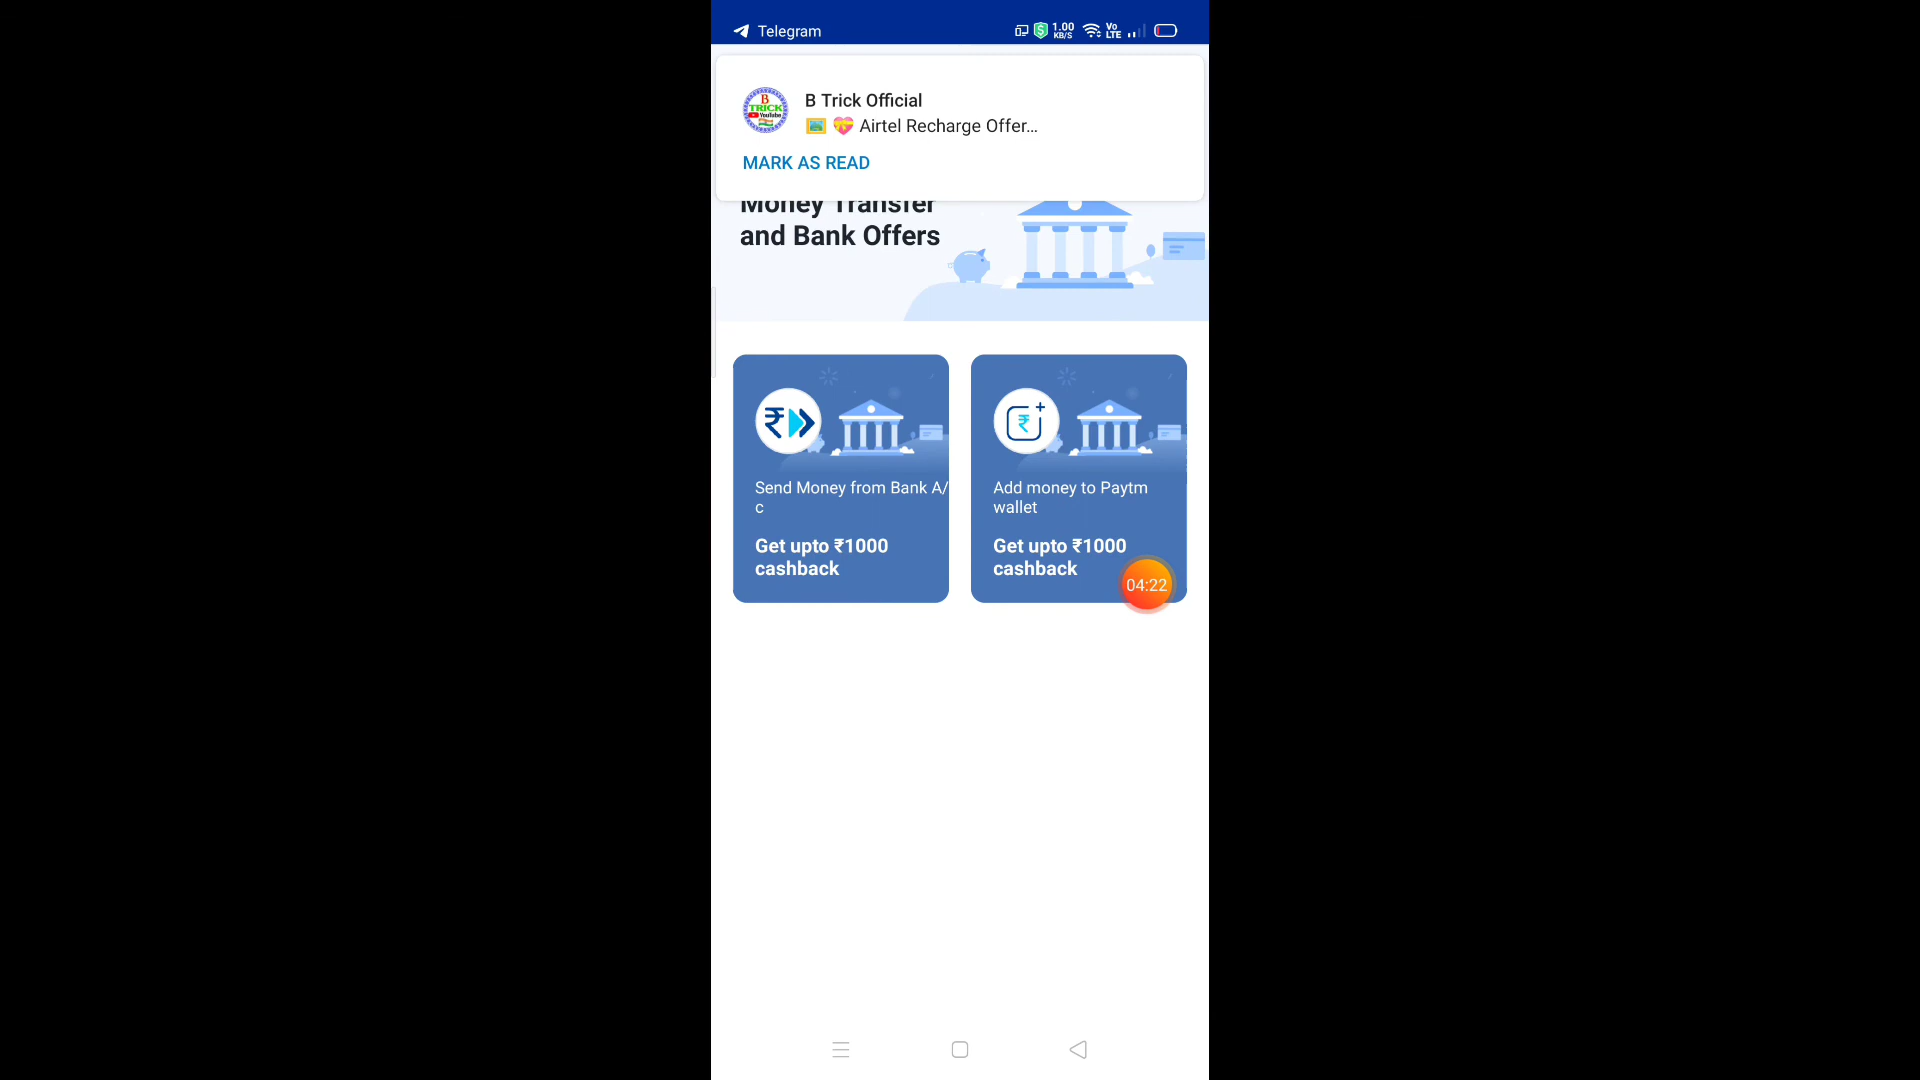 Telegram
1.00
KB/S
Vo
LTE
B
TRICK
YouTube
B Trick Official
Airtel Recharge Offer...
MARK AS READ
Money Transfer
and Bank Offers
Send Money from Bank A/
c
Get upto ₹1000
cashback
Add money to Paytm
wallet
Get upto ₹1000
cashback
04:22